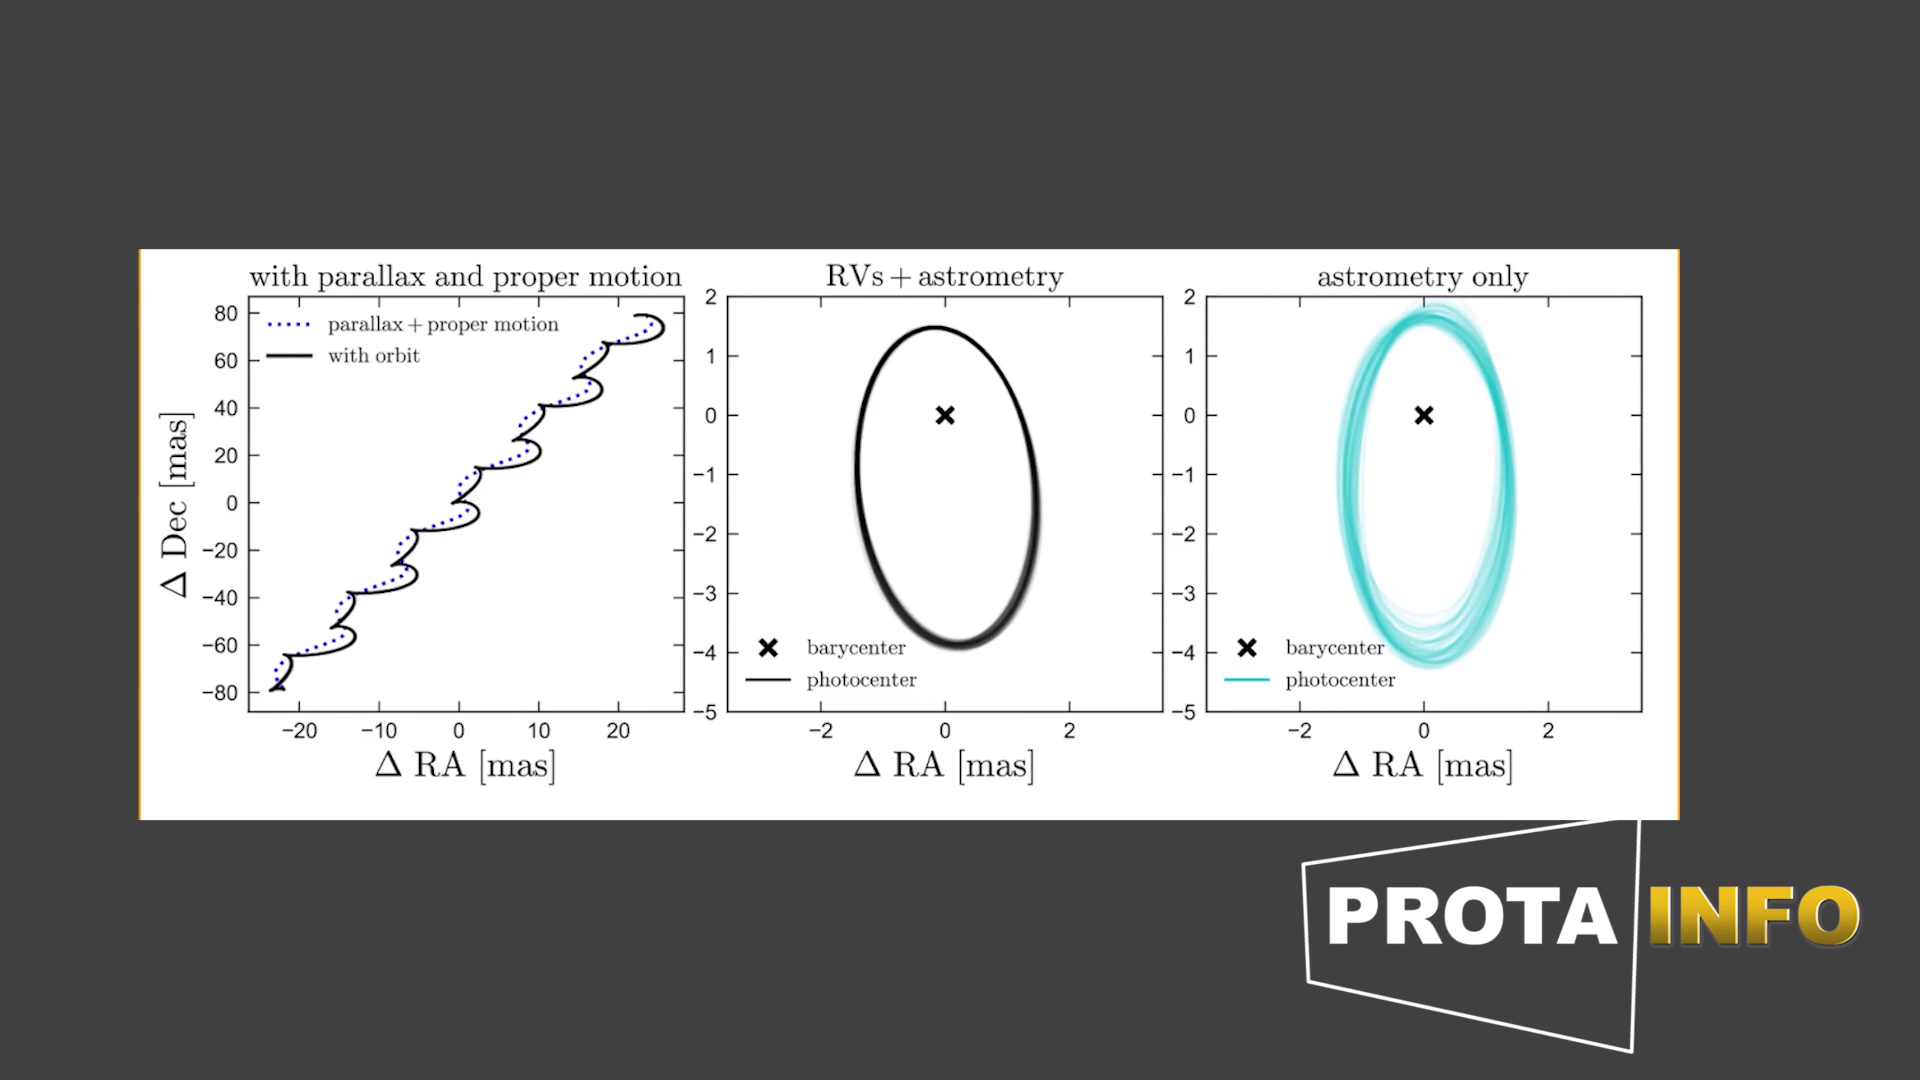 with parallax and proper motion
parallax + proper motion
with orbit
80
60
40
20
0
−20
−40
−60
−80
Δ Dec [mas]
−20 −10 0 10 20
Δ RA [mas]
RVs + astrometry
2
1
0
−1
−2
−3
−4
−5
barycenter
photocenter
−2 0 2
Δ RA [mas]
astrometry only
2
1
0
−1
−2
−3
−4
−5
barycenter
photocenter
−2 0 2
Δ RA [mas]
PROTA INFO